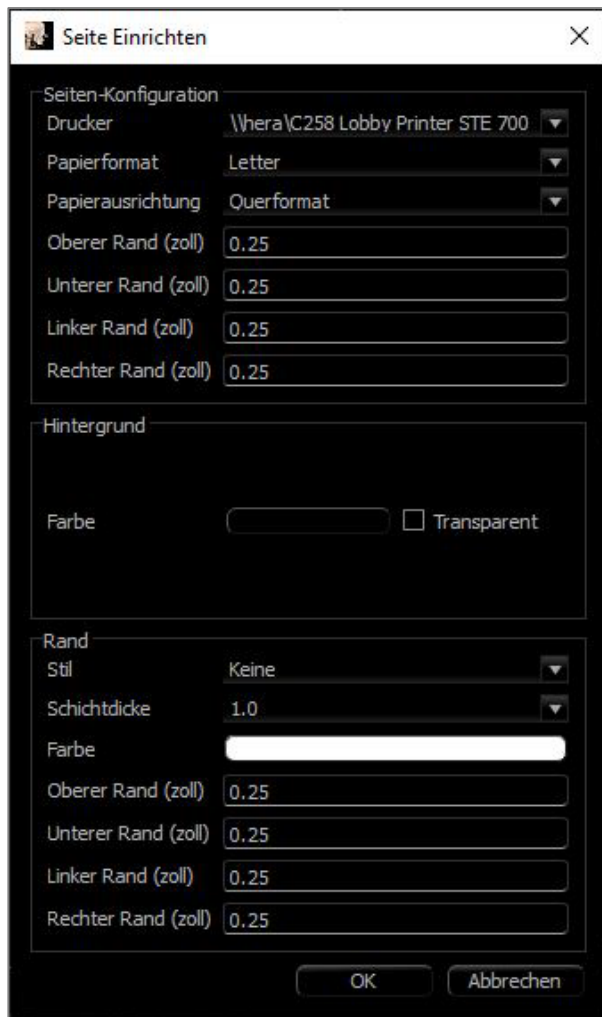 Seite Einrichten
Seiten-Konfiguration
Drucker \\hera\C258 Lobby Printer STE 700
Papierformat Letter
Papierausrichtung Querformat
Oberer Rand (zoll) 0.25
Unterer Rand (zoll) 0.25
Linker Rand (zoll) 0.25
Rechter Rand (zoll) 0.25
Hintergrund
Farbe Transparent
Rand
Stil Keine
Schichtdicke 1.0
Farbe
Oberer Rand (zoll) 0.25
Unterer Rand (zoll) 0.25
Linker Rand (zoll) 0.25
Rechter Rand (zoll) 0.25
OK Abbrechen